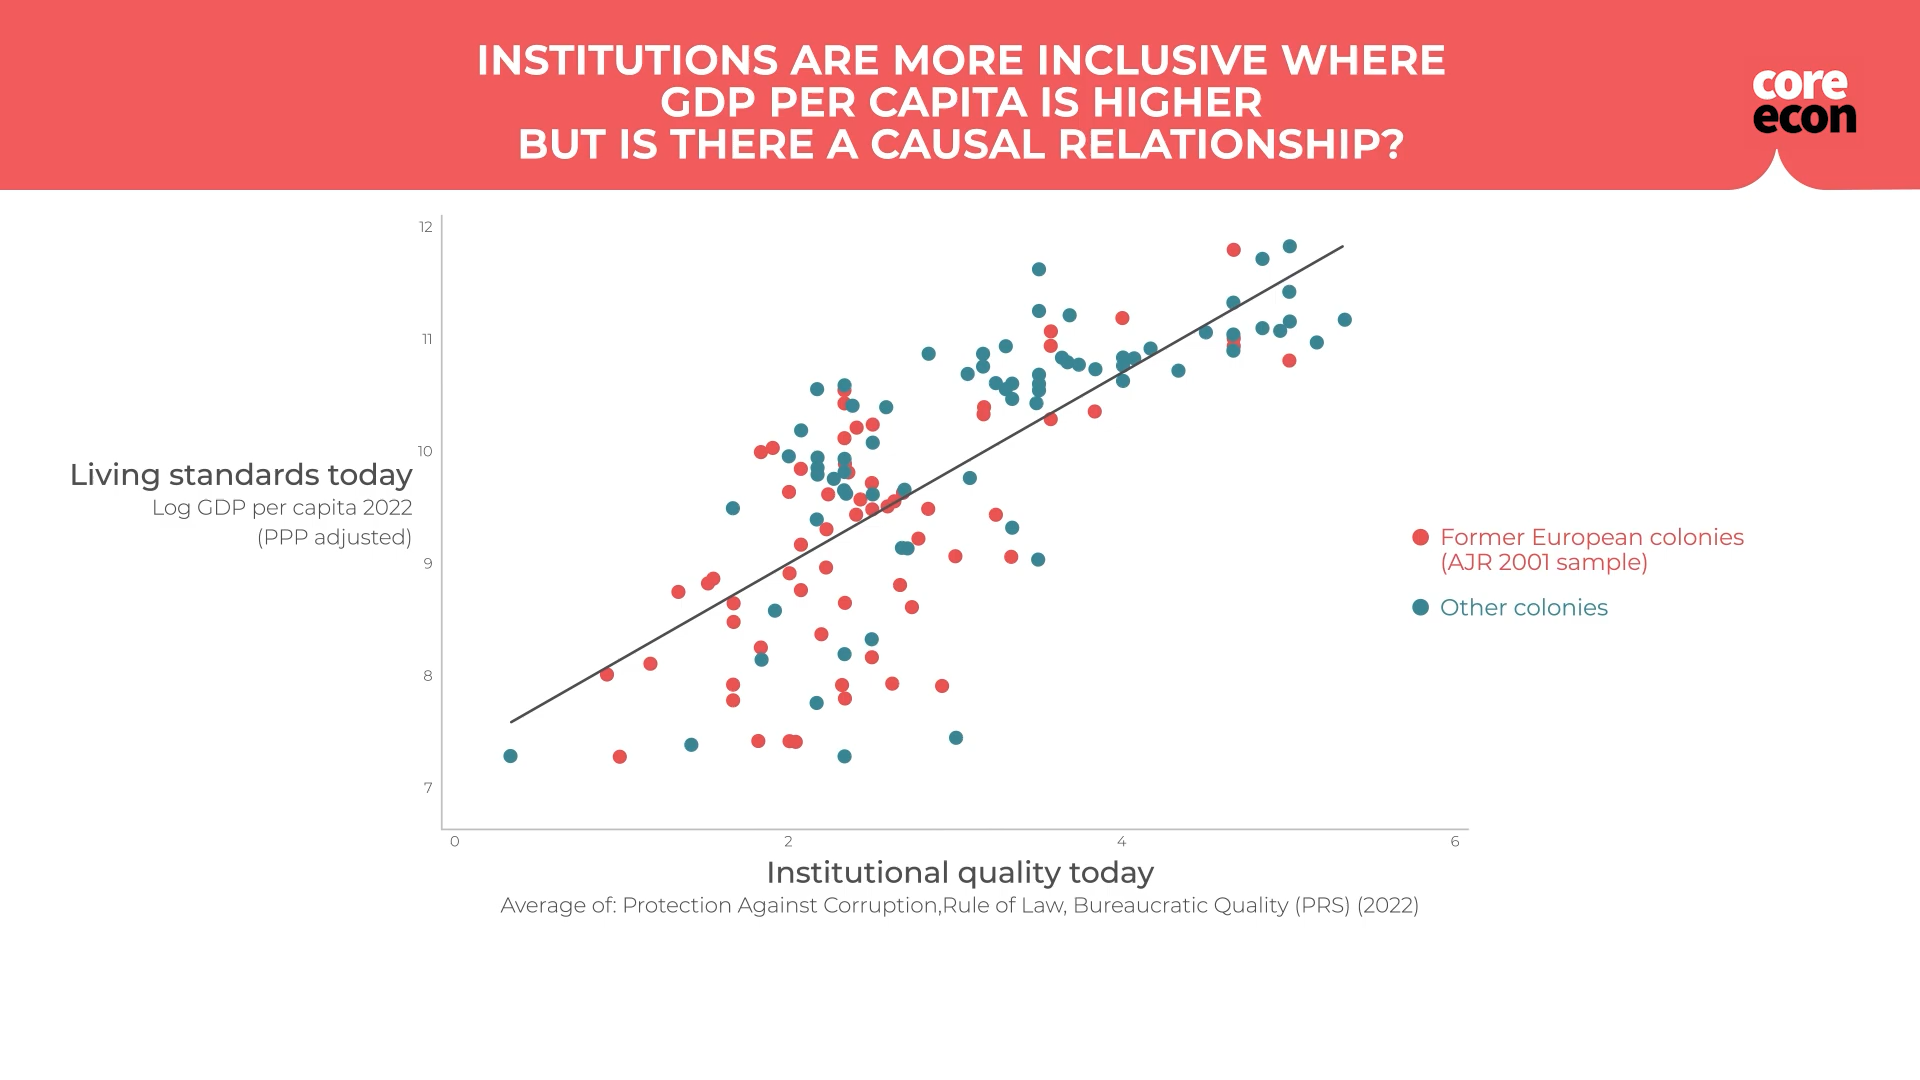 INSTITUTIONS ARE MORE INCLUSIVE WHERE
GDP PER CAPITA IS HIGHER
BUT IS THERE A CAUSAL RELATIONSHIP?
core
econ
12
11
10
9
8
7
Living standards today
Log GDP per capita 2022
(PPP adjusted)
Former European colonies
(AJR 2001 sample)
Other colonies
0
2
4
6
Institutional quality today
Average of: Protection Against Corruption,Rule of Law, Bureaucratic Quality (PRS) (2022)